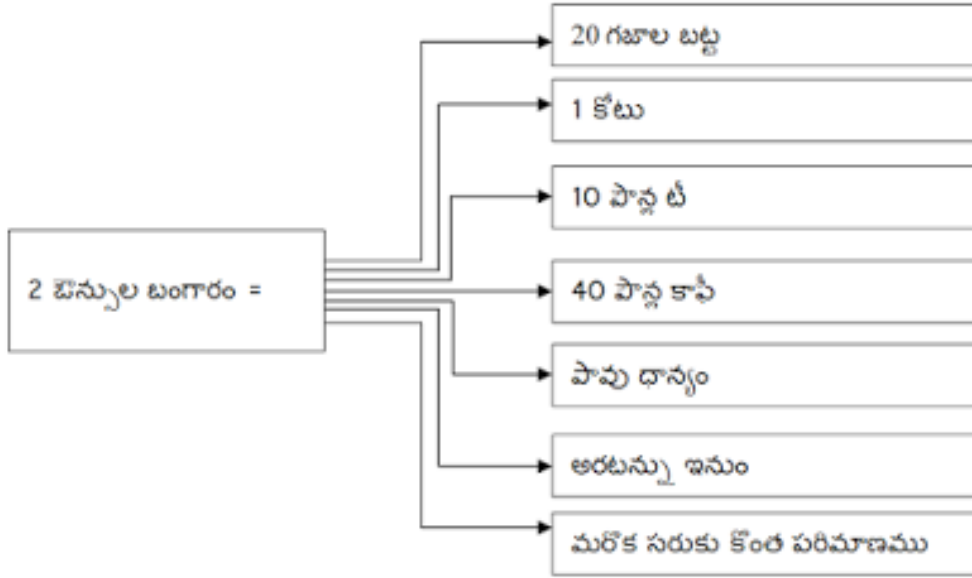 20 గజాల బట్ట
1 కోటు
10 పౌన్ల టీ
2 ఔన్సుల బంగారం =
40 పౌన్ల కాఫీ
పావు ధాన్యం
అరటన్ను ఇనుం
మరొక సరుకు కొంత పరిమాణము